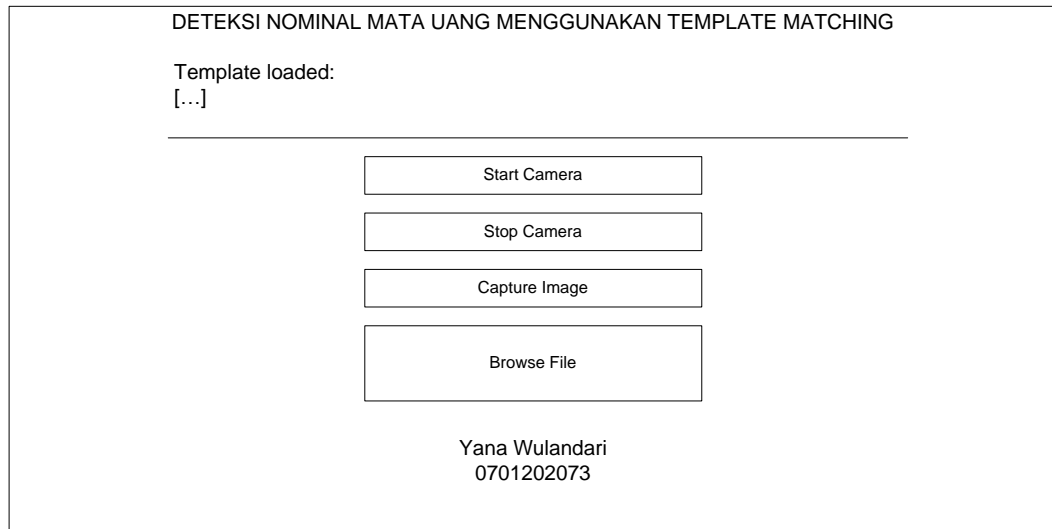 DETEKSI NOMINAL MATA UANG MENGGUNAKAN TEMPLATE MATCHING
Template loaded:
[…]
Start Camera
Stop Camera
Capture Image
Browse File
Yana Wulandari
0701202073